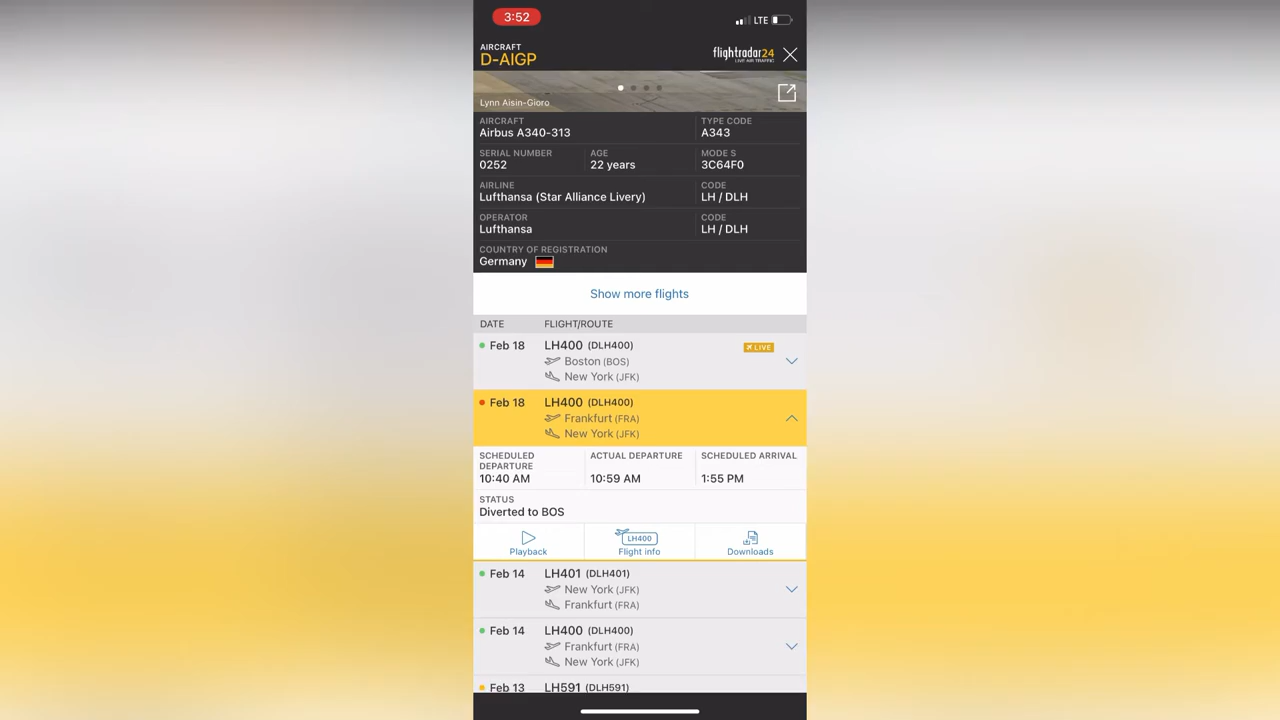 3:52
LTE
AIRCRAFT
D-AIGP
flightradar24
LIVE AIR TRAFFIC
Lynn Aisin-Gioro
AIRCRAFT
Airbus A340-313
TYPE CODE
A343
SERIAL NUMBER
0252
AGE
22 years
MODE S
3C64F0
AIRLINE
Lufthansa (Star Alliance Livery)
CODE
LH / DLH
OPERATOR
Lufthansa
CODE
LH / DLH
COUNTRY OF REGISTRATION
Germany
Show more flights
DATE FLIGHT/ROUTE
Feb 18 LH400 (DLH400)
LIVE
Boston (BOS)
New York (JFK)
Feb 18 LH400 (DLH400)
Frankfurt (FRA)
New York (JFK)
SCHEDULED
DEPARTURE
10:40 AM
ACTUAL DEPARTURE
10:59 AM
SCHEDULED ARRIVAL
1:55 PM
STATUS
Diverted to BOS
Playback
LH400
Flight info
Downloads
Feb 14 LH401 (DLH401)
New York (JFK)
Frankfurt (FRA)
Feb 14 LH400 (DLH400)
Frankfurt (FRA)
New York (JFK)
Feb 13 LH591 (DLH591)